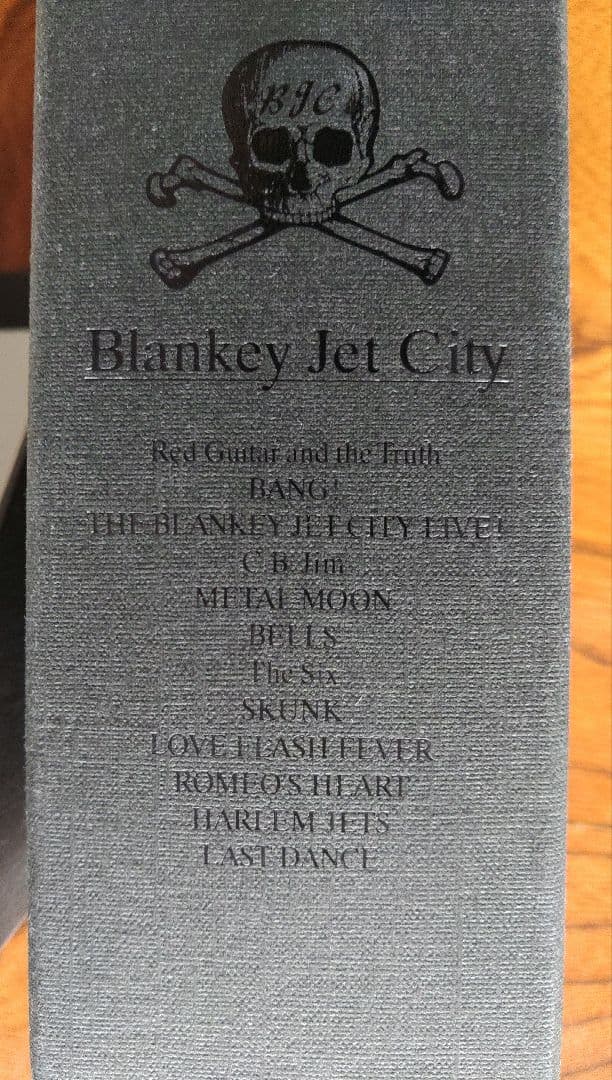 BJC
Blankey Jet City
Red Guitar and the Truth
BANG!
THE BLANKEY JET CITY LIVE!
C.B.Jim
METAL MOON
BELLS
The Six
SKUNK
LOVE FLASH FEVER
ROMEO'S HEART
HARLEM JETS
LAST DANCE